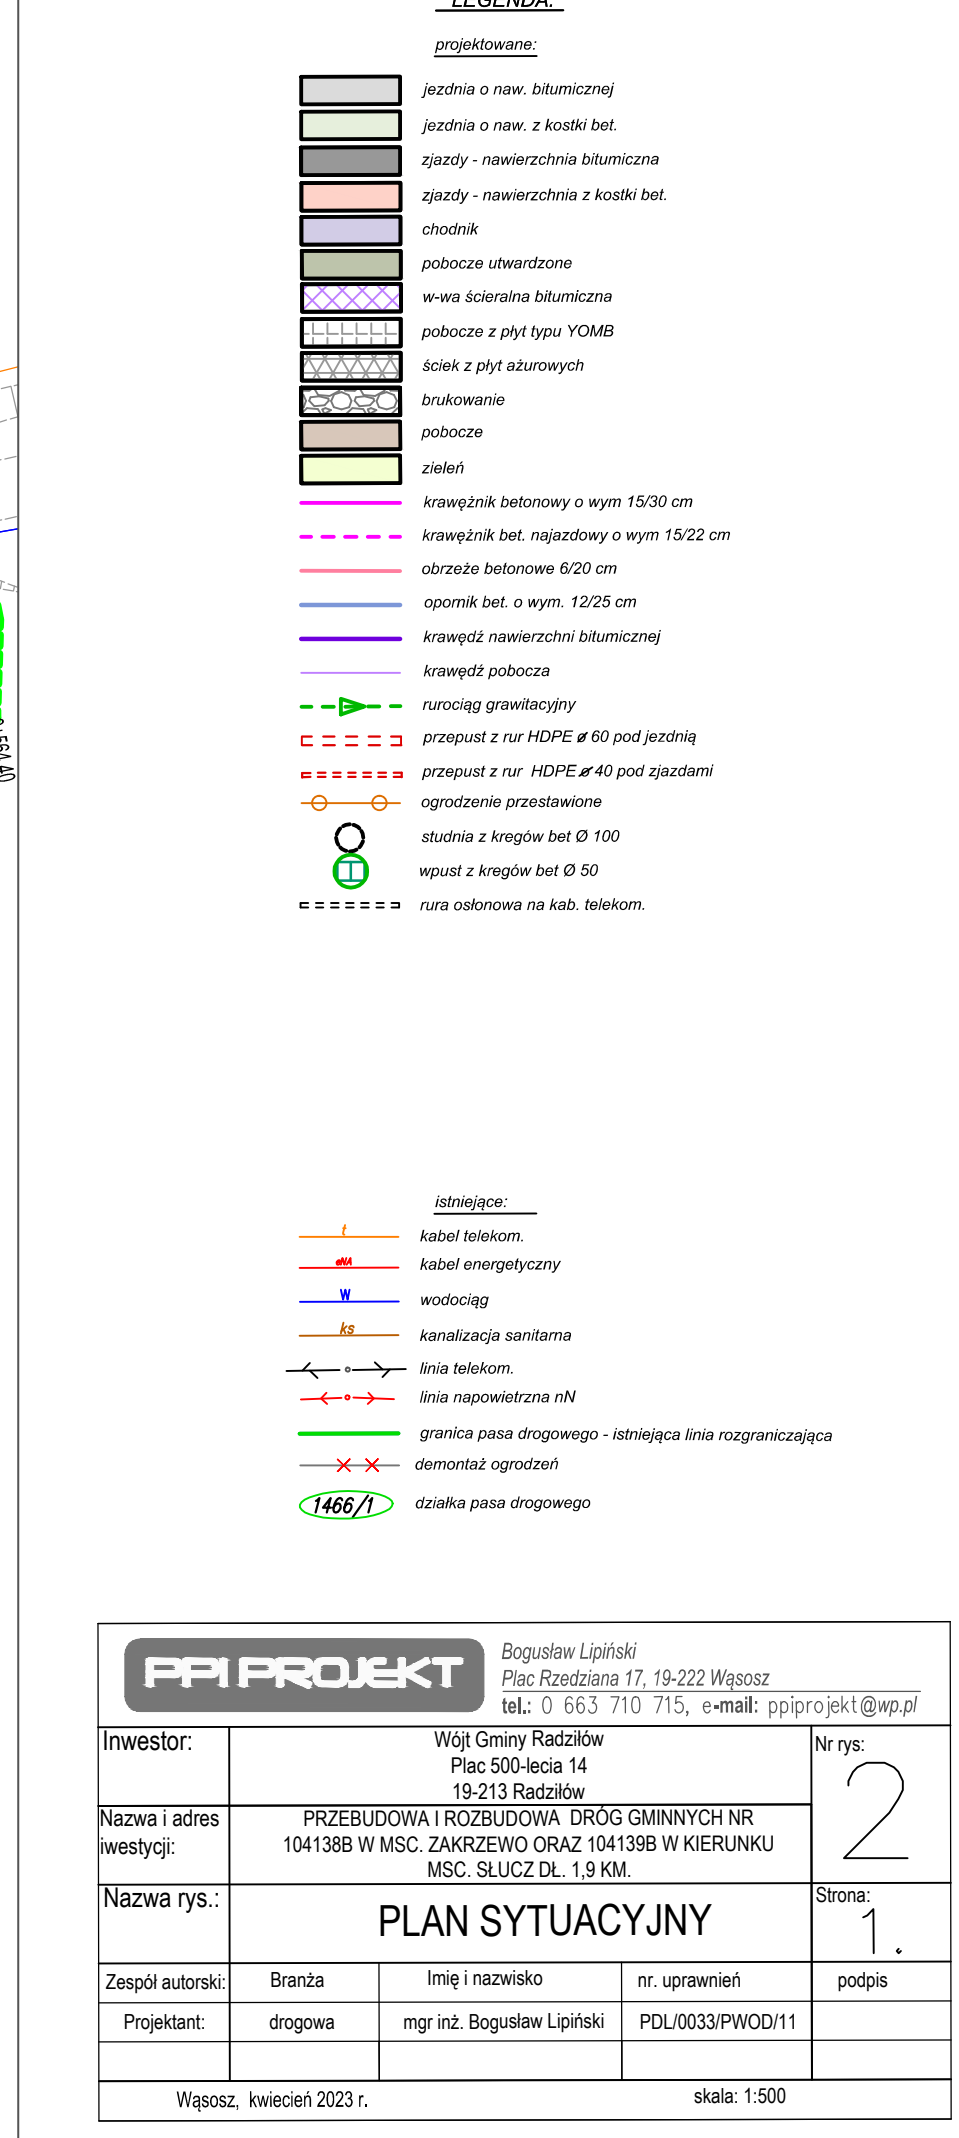 LEGENDA:
projektowane:
jezdnia o naw. bitumicznej
jezdnia o naw. z kostki bet.
zjazdy - nawierzchnia bitumiczna
zjazdy - nawierzchnia z kostki bet.
chodnik
pobocze utwardzone
w-wa ścieralna bitumiczna
pobocze z płyt typu YOMB
ściek z płyt ażurowych
brukowanie
pobocze
zieleń
krawężnik betonowy o wym 15/30 cm
krawężnik bet. najazdowy o wym 15/22 cm
obrzeże betonowe 6/20 cm
opornik bet. o wym. 12/25 cm
krawędź nawierzchni bitumicznej
krawędź pobocza
rurociąg grawitacyjny
przepust z rur HDPE ø 60 pod jezdnią
przepust z rur HDPE ø 40 pod zjazdami
ogrodzenie przestawione
studnia z kregów bet Ø 100
wpust z kregów bet Ø 50
rura osłonowa na kab. telekom.
istniejące:
t kabel telekom.
eNA kabel energetyczny
W wodociąg
ks kanalizacja sanitarna
linia telekom.
linia napowietrzna nN
granica pasa drogowego - istniejąca linia rozgraniczająca
demontaż ogrodzeń
1466/1 działka pasa drogowego
PPI PROJEKT
Bogusław Lipiński
Plac Rzedziana 17, 19-222 Wąsosz
tel.: 0 663 710 715, e-mail: ppiprojekt@wp.pl
Inwestor:
Wójt Gminy Radziłów
Plac 500-lecia 14
19-213 Radziłów
Nr rys:
2
Nazwa i adres
iwestycji:
PRZEBUDOWA I ROZBUDOWA DRÓG GMINNYCH NR
104138B W MSC. ZAKRZEWO ORAZ 104139B W KIERUNKU
MSC. SŁUCZ DŁ. 1,9 KM.
Nazwa rys.:
PLAN SYTUACYJNY
Strona:
1.
Zespół autorski: Branża Imię i nazwisko nr. uprawnień podpis
Projektant: drogowa mgr inż. Bogusław Lipiński PDL/0033/PWOD/11
Wąsosz, kwiecień 2023 r. skala: 1:500